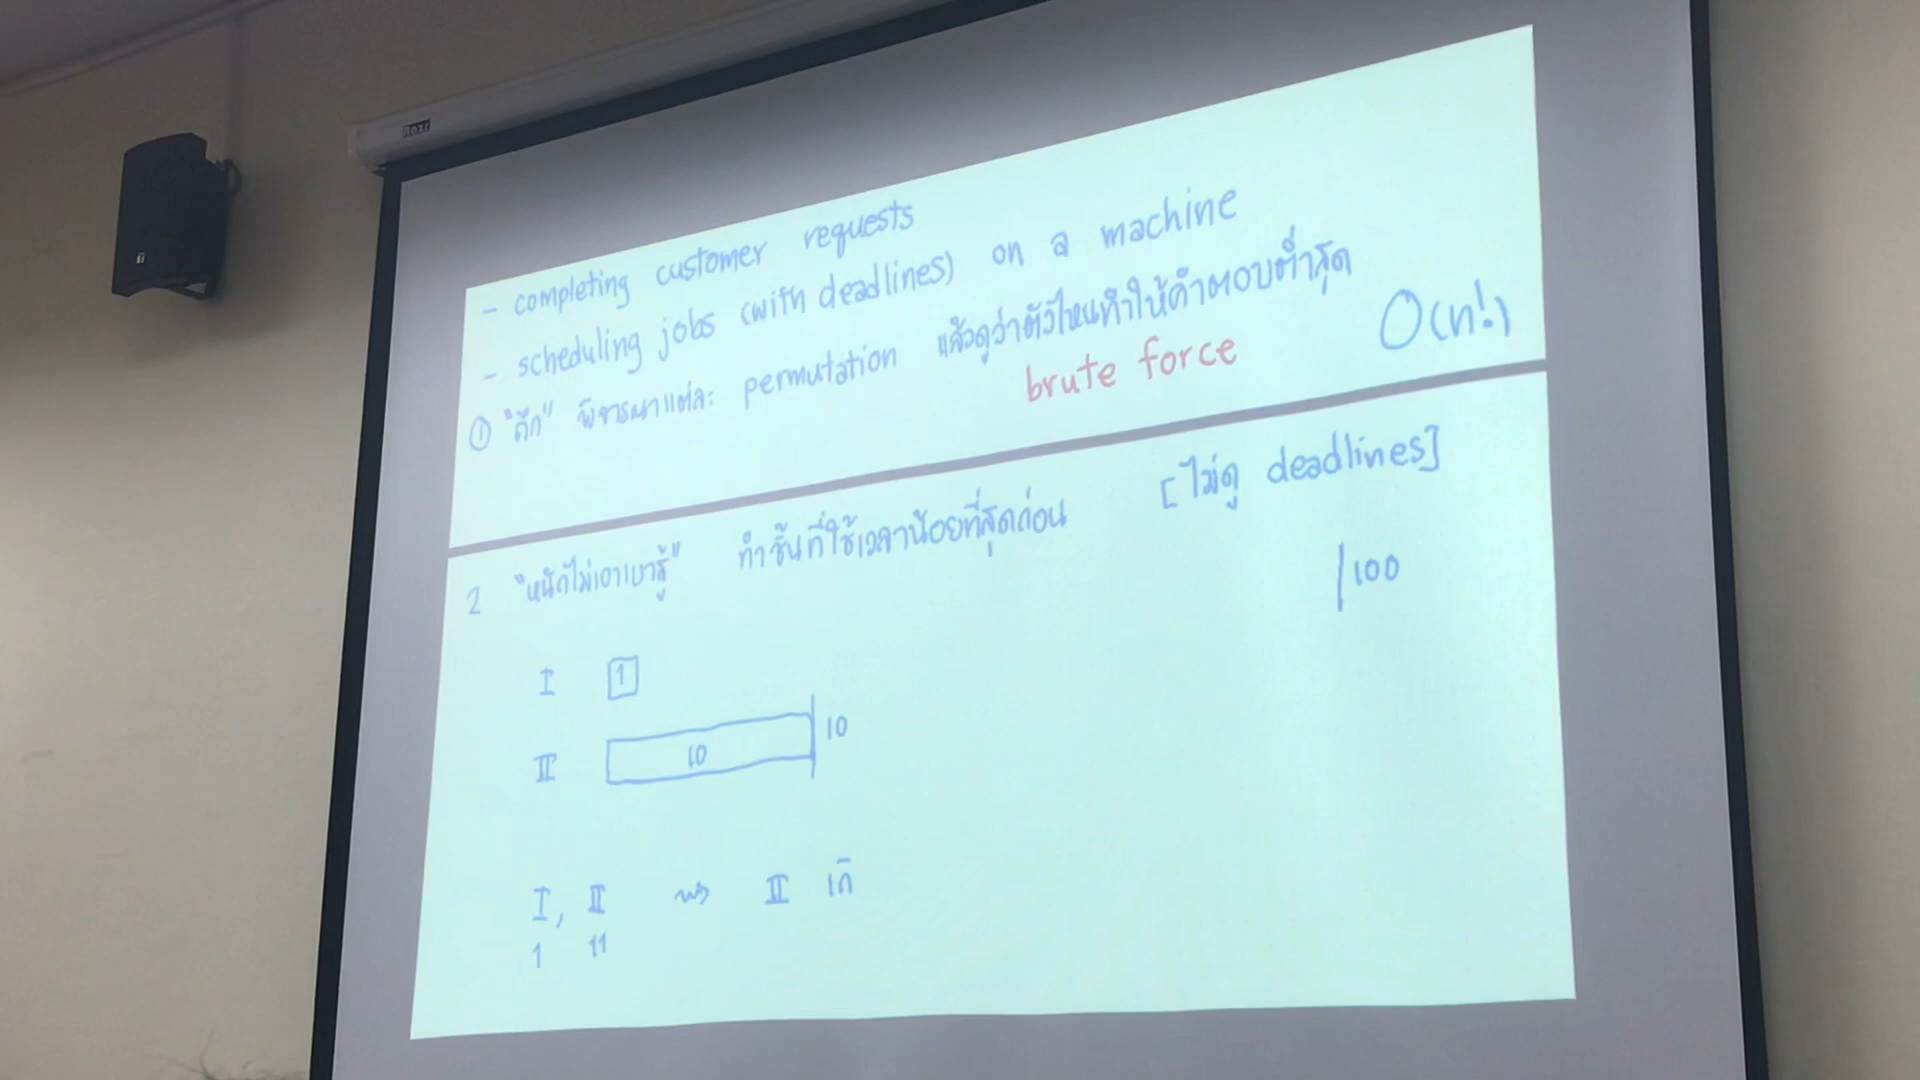 - completing customer requests
- scheduling jobs (with deadlines) on a machine
① "ถึก" พิจารณาแต่ละ permutation แล้วดูว่าตัวไหนทำให้คำตอบต่ำสุด O(n!)
brute force
2 "หนักไม่เอาเบาสู้" ทำชิ้นที่ใช้เวลาน้อยที่สุดก่อน [ไม่ดู deadlines]
I 1 100
II 10 10
I, II ⇝ II เกิ
1 11